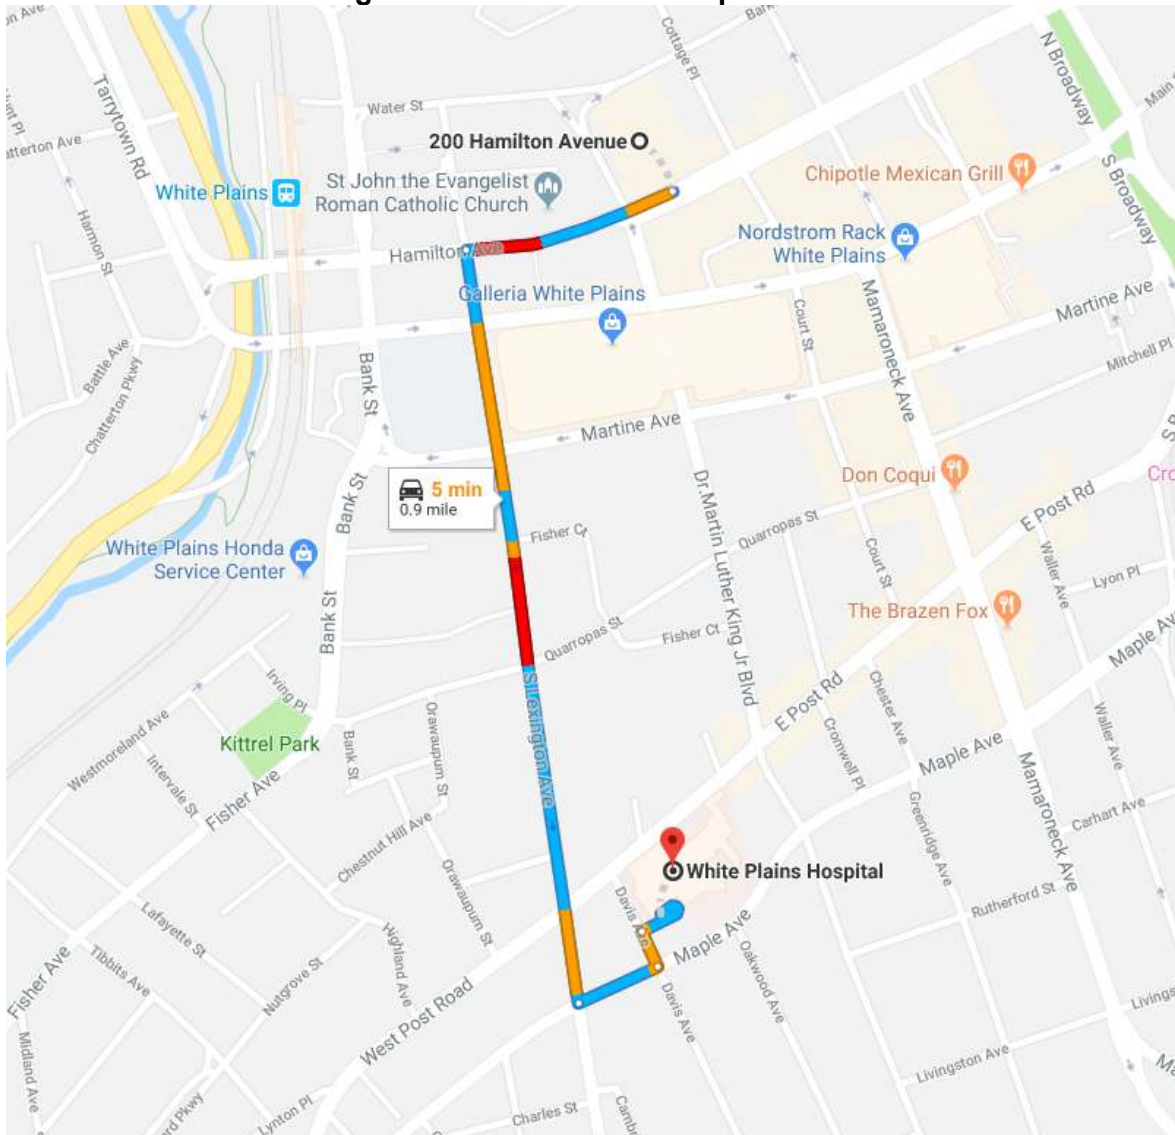 N Broadway
Cottage Pl
Tarrytown Rd
Water St
Main
200 Hamilton Avenue
S Broadway
Chipotle Mexican Grill
White Plains
St John the Evangelist
Roman Catholic Church
Harmon St
Nordstrom Rack
White Plains
Hamilton Ave
Galleria White Plains
Mamaroneck Ave
Martine Ave
Court St
Battle Ave
Bank St
Mitchell Pl
Chatterton Pkwy
Martine Ave
Don Coqui
Dr.Martin Luther King Jr Blvd
5 min
0.9 mile
Bank St
E Post Rd
Quarropas St
Fisher Ct
White Plains Honda
Service Center
Court St
Waller Ave
Lyon Pl
The Brazen Fox
Bank St
Quarropas St
Fisher Ct
Maple Av
Irving Pl
S Lexington Ave
Orawaupum St
E Post Rd
Chester Ave
Waller Ave
Kittrel Park
Bank St
Westmoreland Ave
Intervale St
Cromwell Pl
Maple Ave
Fisher Ave
Mamaroneck Ave
Greenridge Ave
Carhart Ave
Chestnut Hill Ave
White Plains Hospital
Orawaupum St
Davis Ave
Rutherford St
Lafayette St
Highland Ave
Maple Ave
Oakwood Ave
Fisher Ave
Tibbits Ave
Nutgrove St
West Post Road
Davis Ave
Livings
Livingston Ave
Midland Ave
Lynton Pl
Charles St
rd Pkwy